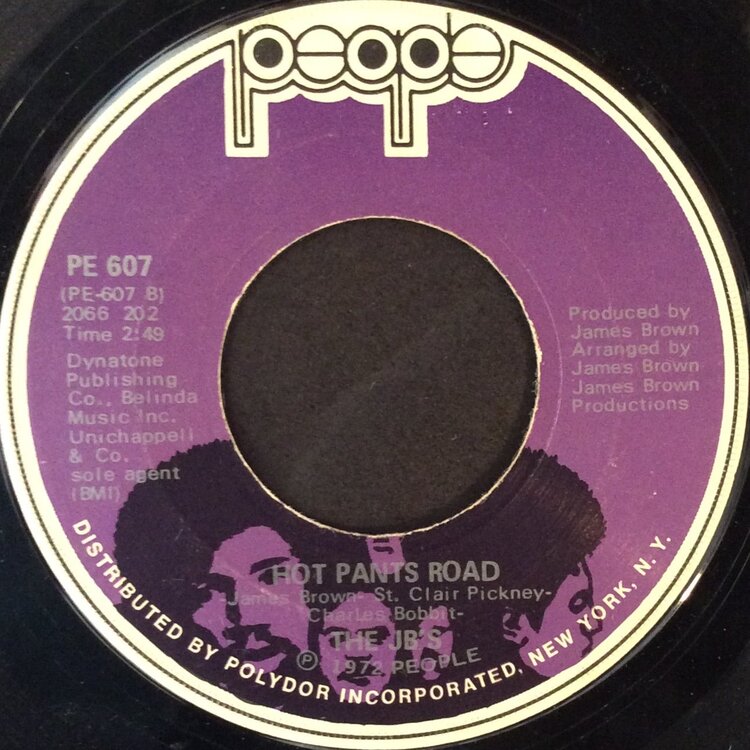 people
PE 607
(PE-607 B)
2066 202
Time 2:49
Dynatone
Publishing
Co., Belinda
Music Inc.
Unichappell
& Co.
sole agent
(BMI)
Produced by
James Brown
Arranged by
James Brown
James Brown
Productions
HOT PANTS ROAD
-James Brown- St. Clair Pickney-
Charles Bobbit-
THE JB'S
℗ 1972 PEOPLE
DISTRIBUTED BY POLYDOR INCORPORATED, NEW YORK, N.Y.